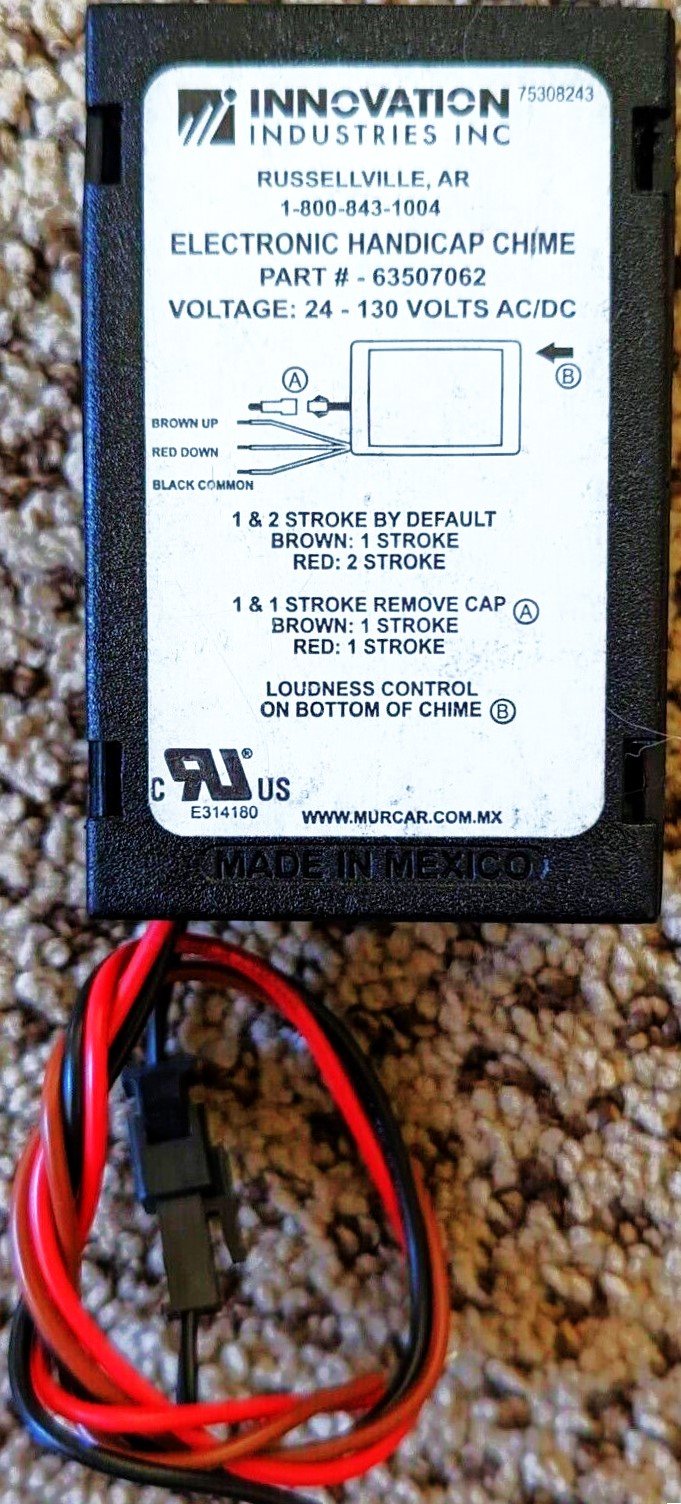 INNOVATION 75308243
INDUSTRIES INC
RUSSELLVILLE, AR
1-800-843-1004
ELECTRONIC HANDICAP CHIME
PART # - 63507062
VOLTAGE: 24 - 130 VOLTS AC/DC
A
B
BROWN UP
RED DOWN
BLACK COMMON
1 & 2 STROKE BY DEFAULT
BROWN: 1 STROKE
RED: 2 STROKE
1 & 1 STROKE REMOVE CAP A
BROWN: 1 STROKE
RED: 1 STROKE
LOUDNESS CONTROL
ON BOTTOM OF CHIME B
C RU® US
E314180
WWW.MURCAR.COM.MX
MADE IN MEXICO